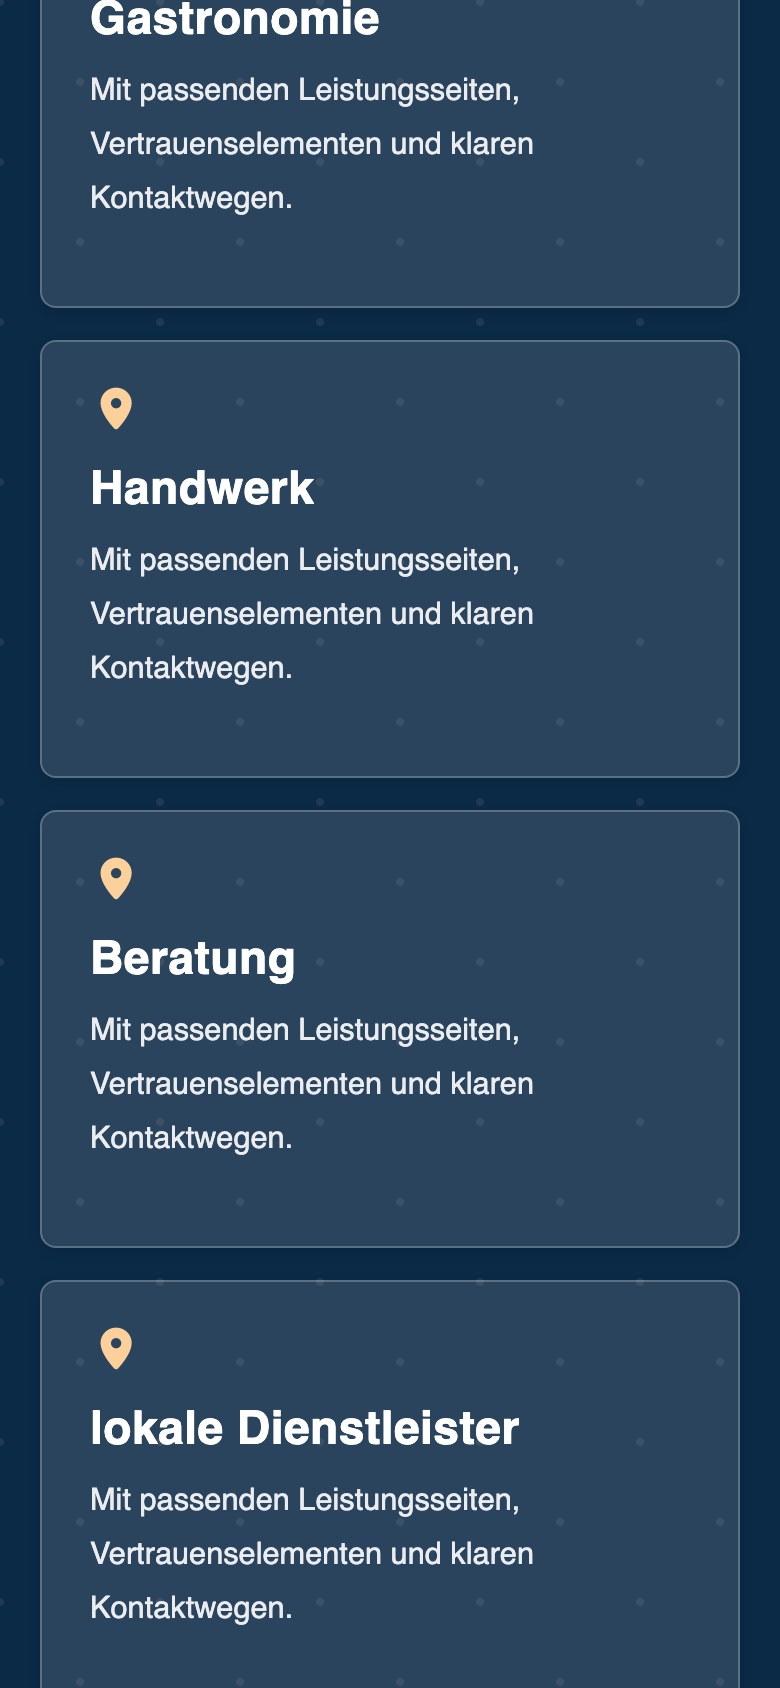 Gastronomie
Mit passenden Leistungsseiten,
Vertrauenselementen und klaren
Kontaktwegen.
Handwerk
Mit passenden Leistungsseiten,
Vertrauenselementen und klaren
Kontaktwegen.
Beratung
Mit passenden Leistungsseiten,
Vertrauenselementen und klaren
Kontaktwegen.
lokale Dienstleister
Mit passenden Leistungsseiten,
Vertrauenselementen und klaren
Kontaktwegen.